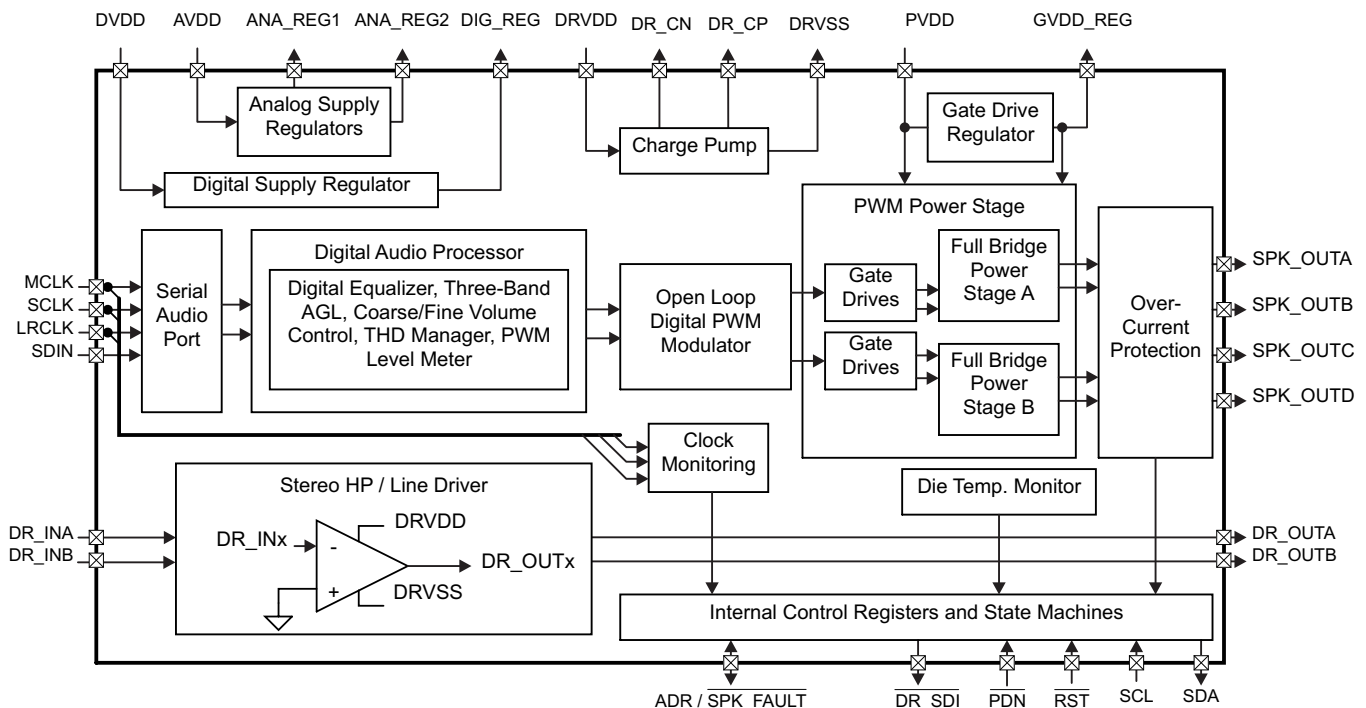 DVDD AVDD ANA_REG1 ANA_REG2 DIG_REG DRVDD DR_CN DR_CP DRVSS PVDD GVDD_REG
Analog Supply
Regulators
Charge Pump
Gate Drive
Regulator
Digital Supply Regulator
MCLK
SCLK
LRCLK
SDIN
Serial
Audio
Port
Digital Audio Processor
Digital Equalizer, Three-Band
AGL, Coarse/Fine Volume
Control, THD Manager, PWM
Level Meter
Open Loop
Digital PWM
Modulator
PWM Power Stage
Gate
Drives
Full Bridge
Power
Stage A
Gate
Drives
Full Bridge
Power
Stage B
Over-
Current
Protection
SPK_OUTA
SPK_OUTB
SPK_OUTC
SPK_OUTD
Clock
Monitoring
Die Temp. Monitor
Stereo HP / Line Driver
DR_INA
DR_INB
DR_INx
-
+
DRVDD
DRVSS
DR_OUTx
DR_OUTA
DR_OUTB
Internal Control Registers and State Machines
ADR / SPK_FAULT DR_SDI PDN RST SCL SDA